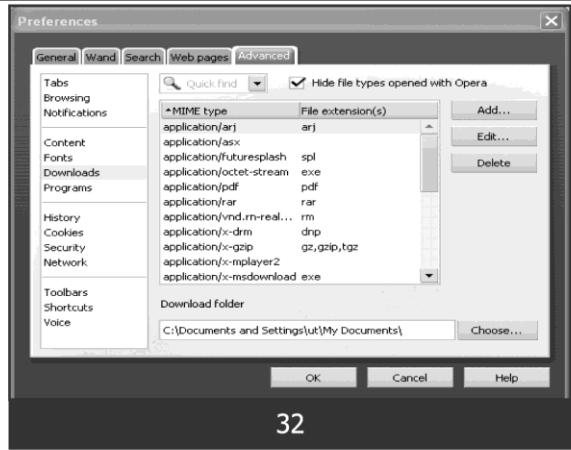 Preferences
General Wand Search Web pages Advanced
Tabs
Browsing
Notifications
Content
Fonts
Downloads
Programs
History
Cookies
Security
Network
Toolbars
Shortcuts
Voice
Quick find
Hide file types opened with Opera
MIME type File extension(s)
application/arj arj
application/asx
application/futuresplash spl
application/octet-stream exe
application/pdf pdf
application/rar rar
application/vnd.rn-real... rm
application/x-drm dnp
application/x-gzip gz,gzip,tgz
application/x-mplayer2
application/x-msdownload exe
Add...
Edit...
Delete
Download folder
C:\Documents and Settings\ut\My Documents\
Choose...
OK Cancel Help
32